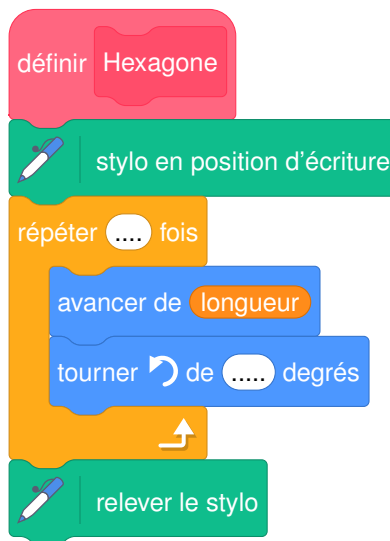 définir Hexagone
stylo en position d’écriture
répéter .... fois
avancer de longueur
tourner de ..... degrés
relever le stylo